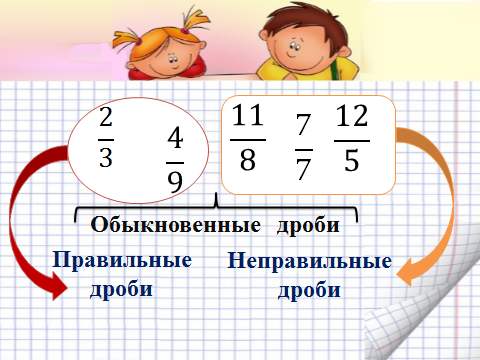 2/3 4/9 11/8 7/7 12/5
Обыкновенные дроби
Правильные дроби
Неправильные дроби